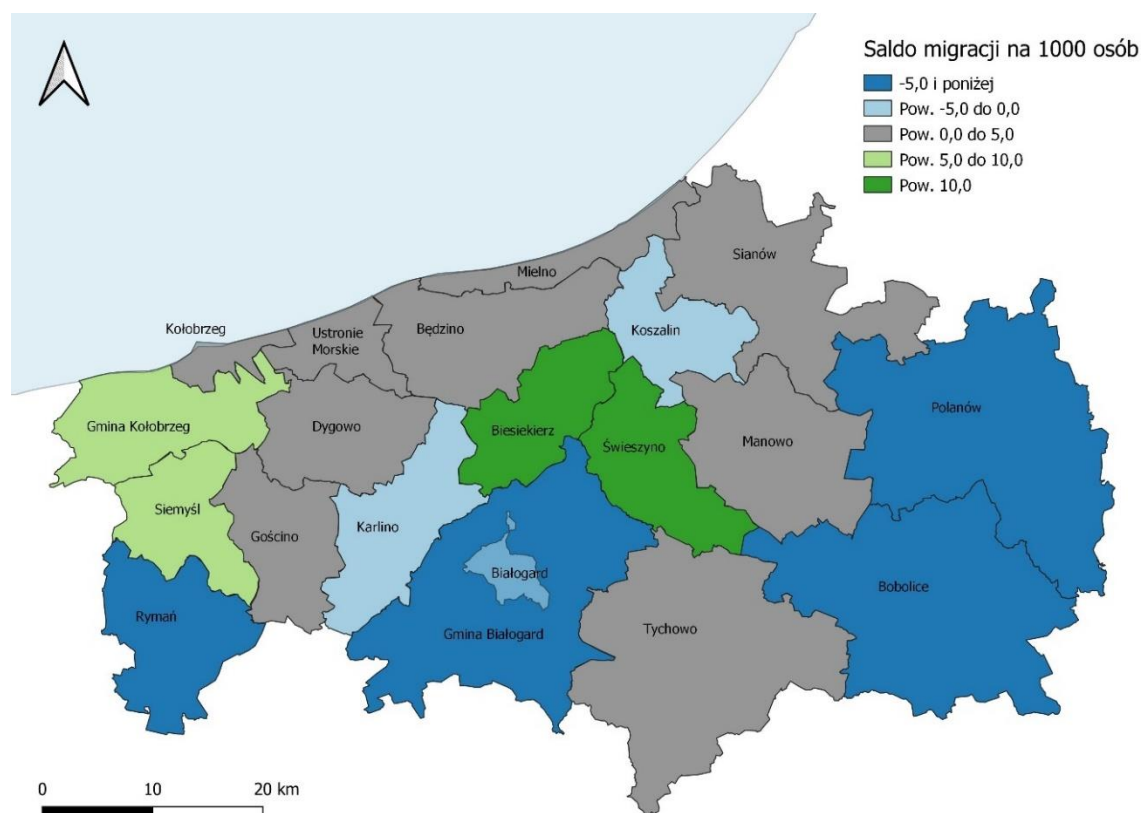 Saldo migracji na 1000 osób
-5,0 i poniżej
Pow. -5,0 do 0,0
Pow. 0,0 do 5,0
Pow. 5,0 do 10,0
Pow. 10,0
Sianów
Mielno
Kołobrzeg
Ustronie
Morskie
Będzino
Koszalin
Gmina Kołobrzeg
Dygowo
Biesiekierz
Świeszyno
Manowo
Polanów
Siemyśl
Gościno
Karlino
Białogard
Bobolice
Rymań
Gmina Białogard
Tychowo
0 10 20 km